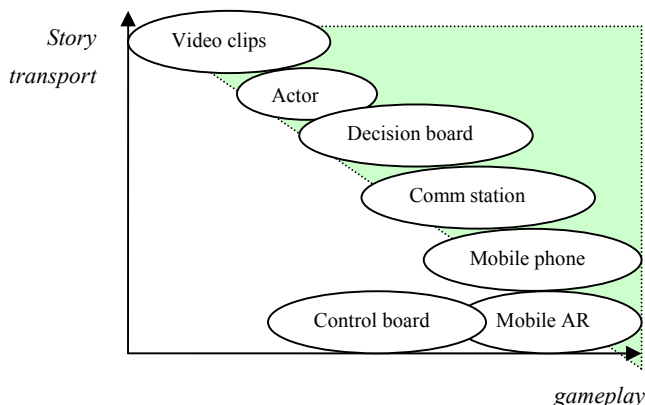 Story
transport
Video clips
Actor
Decision board
Comm station
Mobile phone
Control board
Mobile AR
gameplay